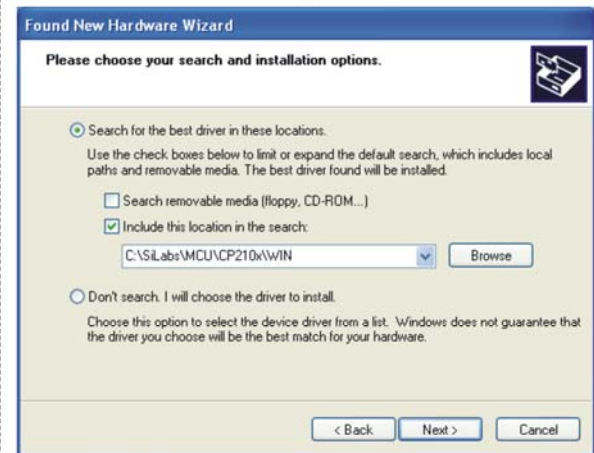 Found New Hardware Wizard
Please choose your search and installation options.
Search for the best driver in these locations.
Use the check boxes below to limit or expand the default search, which includes local
paths and removable media. The best driver found will be installed.
Search removable media (floppy, CD-ROM...)
Include this location in the search:
C:\SiLabs\MCU\CP210x\WIN
Browse
Don't search. I will choose the driver to install.
Choose this option to select the device driver from a list. Windows does not guarantee that
the driver you choose will be the best match for your hardware.
< Back
Next >
Cancel